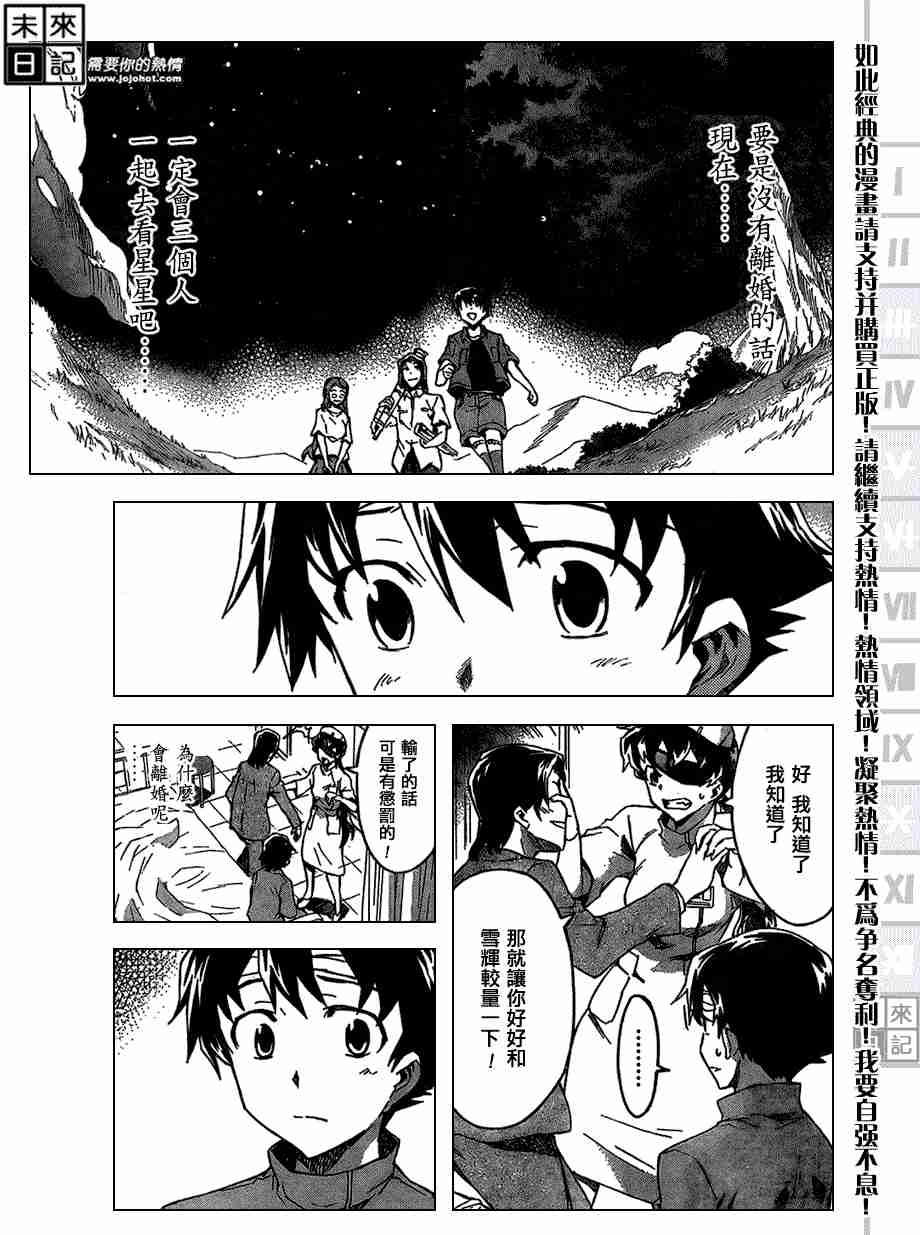 未來
日記
需要你的熱情
www.jojohot.com
要是沒有離婚的話
現在……
一定會三個人
一起去看星星吧……
好 我知道了
我知道了
………
那就讓你好好和
雪輝較量一下！
輸了的話
可是有懲罰的！
為什麼
會離婚呢…
如此經典的漫畫請支持并購買正版！請繼續支持熱情！熱情領域！凝聚熱情！不爲争名奪利！我要自强不息！
I
II
III
IV
V
VI
VII
VIII
IX
X
XI
來
記